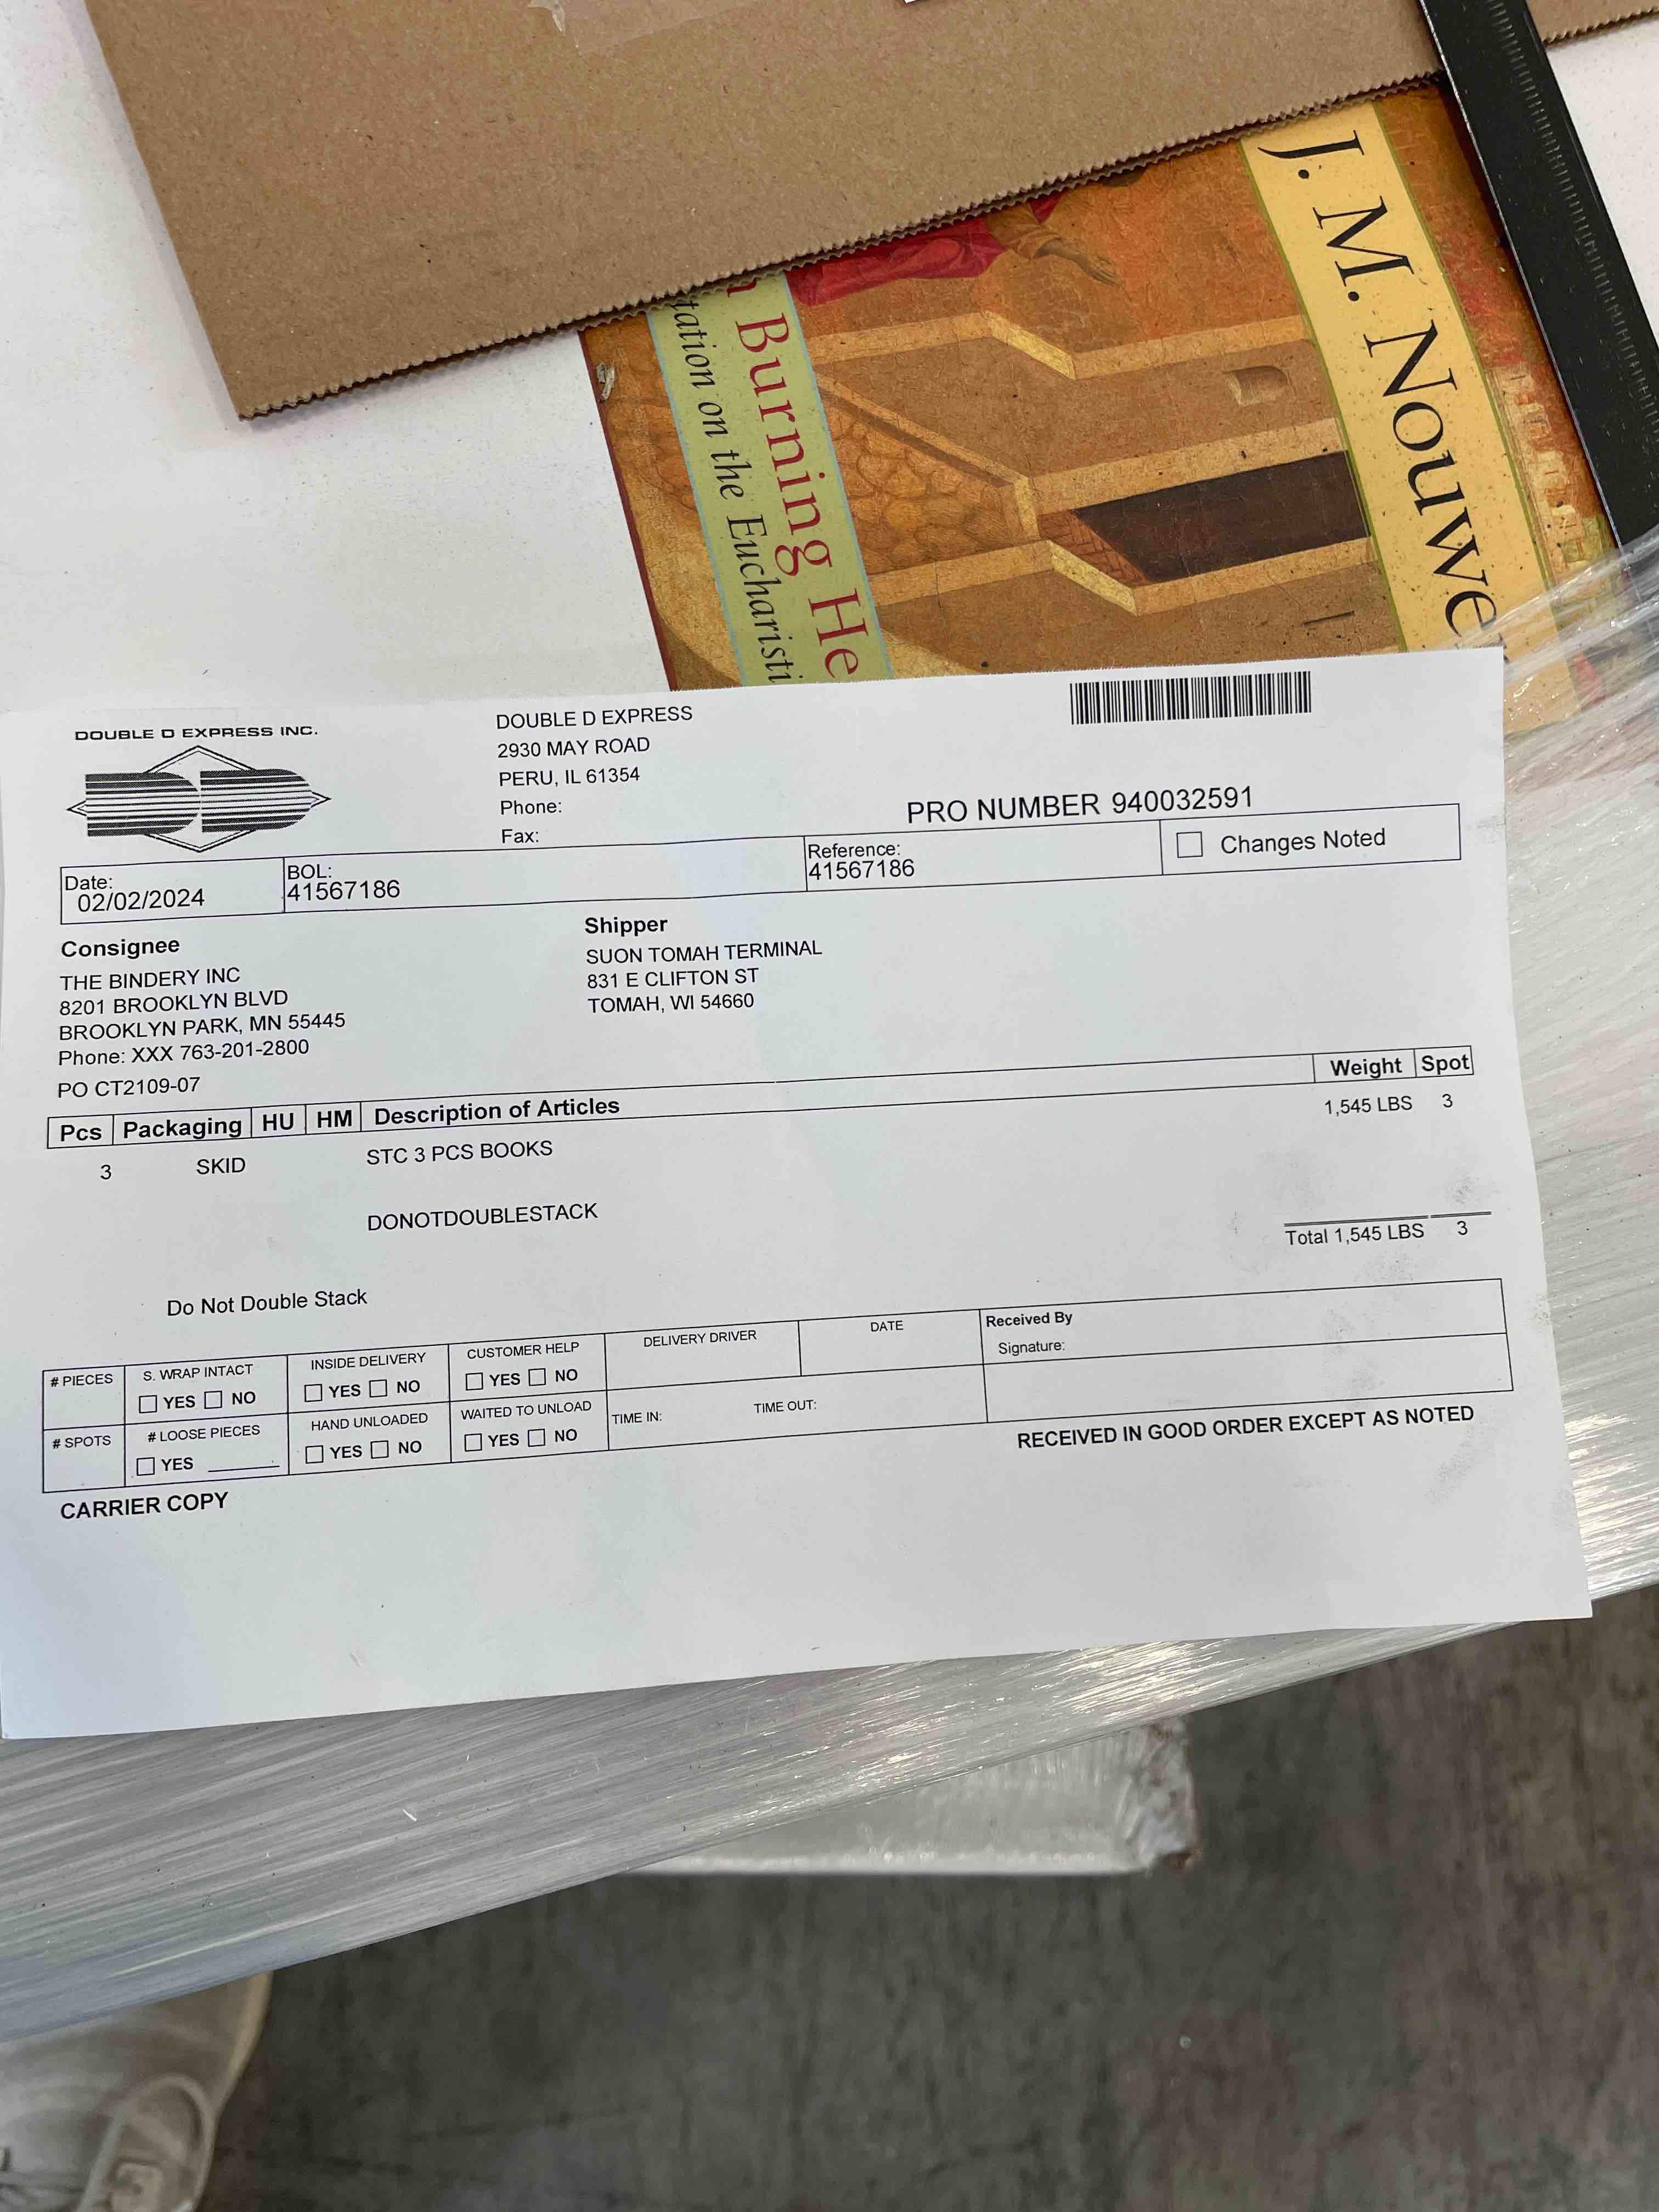 J. M. Nouwe
Burning He
tation on the Eucharisti
DOUBLE D EXPRESS INC.
DOUBLE D EXPRESS
2930 MAY ROAD
PERU, IL 61354
Phone:
Fax:
PRO NUMBER 940032591
Date:
02/02/2024
BOL:
41567186
Reference:
41567186
Changes Noted
Consignee
THE BINDERY INC
8201 BROOKLYN BLVD
BROOKLYN PARK, MN 55445
Phone: XXX 763-201-2800
PO CT2109-07
Shipper
SUON TOMAH TERMINAL
831 E CLIFTON ST
TOMAH, WI 54660
Pcs Packaging HU HM Description of Articles Weight Spot
3 SKID STC 3 PCS BOOKS 1,545 LBS 3
DONOTDOUBLESTACK
Total 1,545 LBS 3
Do Not Double Stack
# PIECES
S. WRAP INTACT
YES NO
INSIDE DELIVERY
YES NO
CUSTOMER HELP
YES NO
DELIVERY DRIVER
DATE
Received By
Signature:
# SPOTS
# LOOSE PIECES
YES
HAND UNLOADED
YES NO
WAITED TO UNLOAD
YES NO
TIME IN: TIME OUT:
RECEIVED IN GOOD ORDER EXCEPT AS NOTED
CARRIER COPY